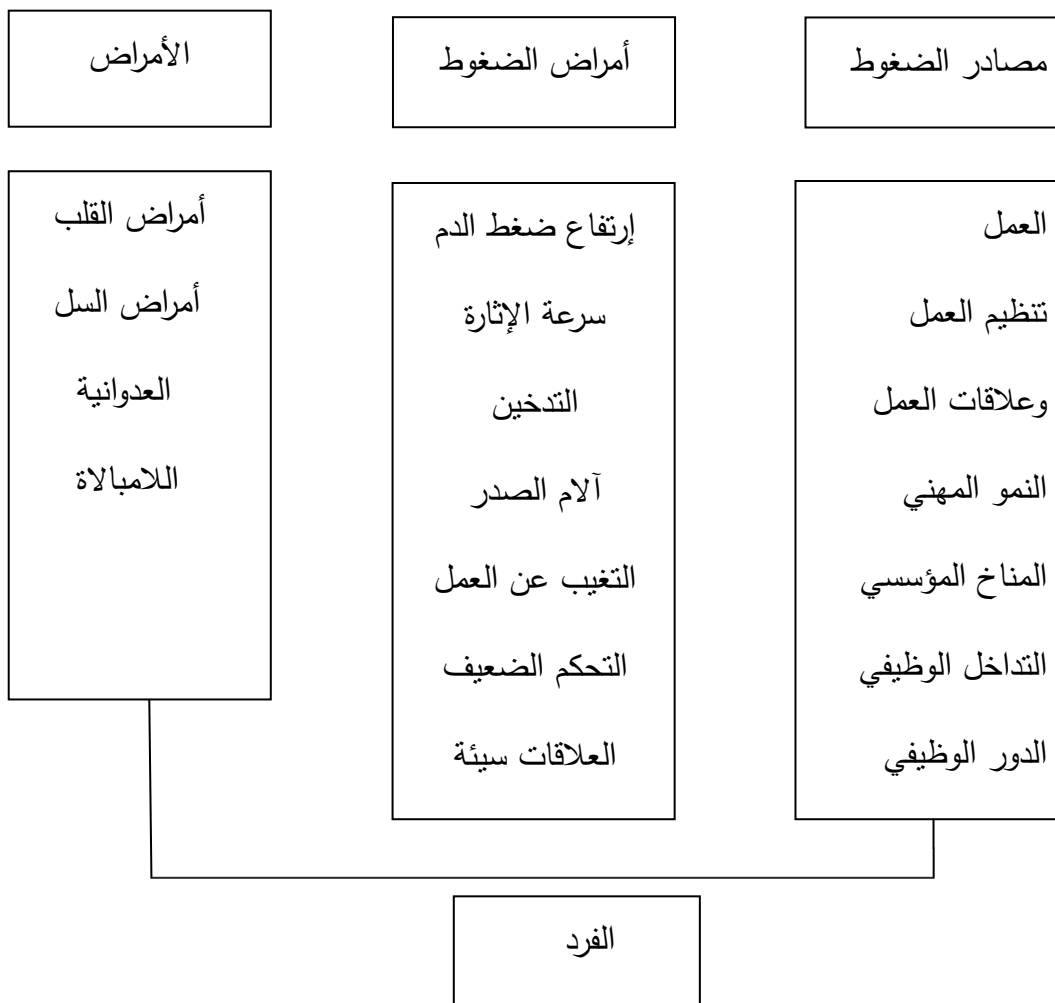 مصادر الضغوط
أمراض الضغوط
الأمراض
العمل
تنظيم العمل
وعلاقات العمل
النمو المهني
المناخ المؤسسي
التداخل الوظيفي
الدور الوظيفي
إرتفاع ضغط الدم
سرعة الإثارة
التدخين
آلام الصدر
التغيب عن العمل
التحكم الضعيف
العلاقات سيئة
أمراض القلب
أمراض السل
العدوانية
اللامبالاة
الفرد